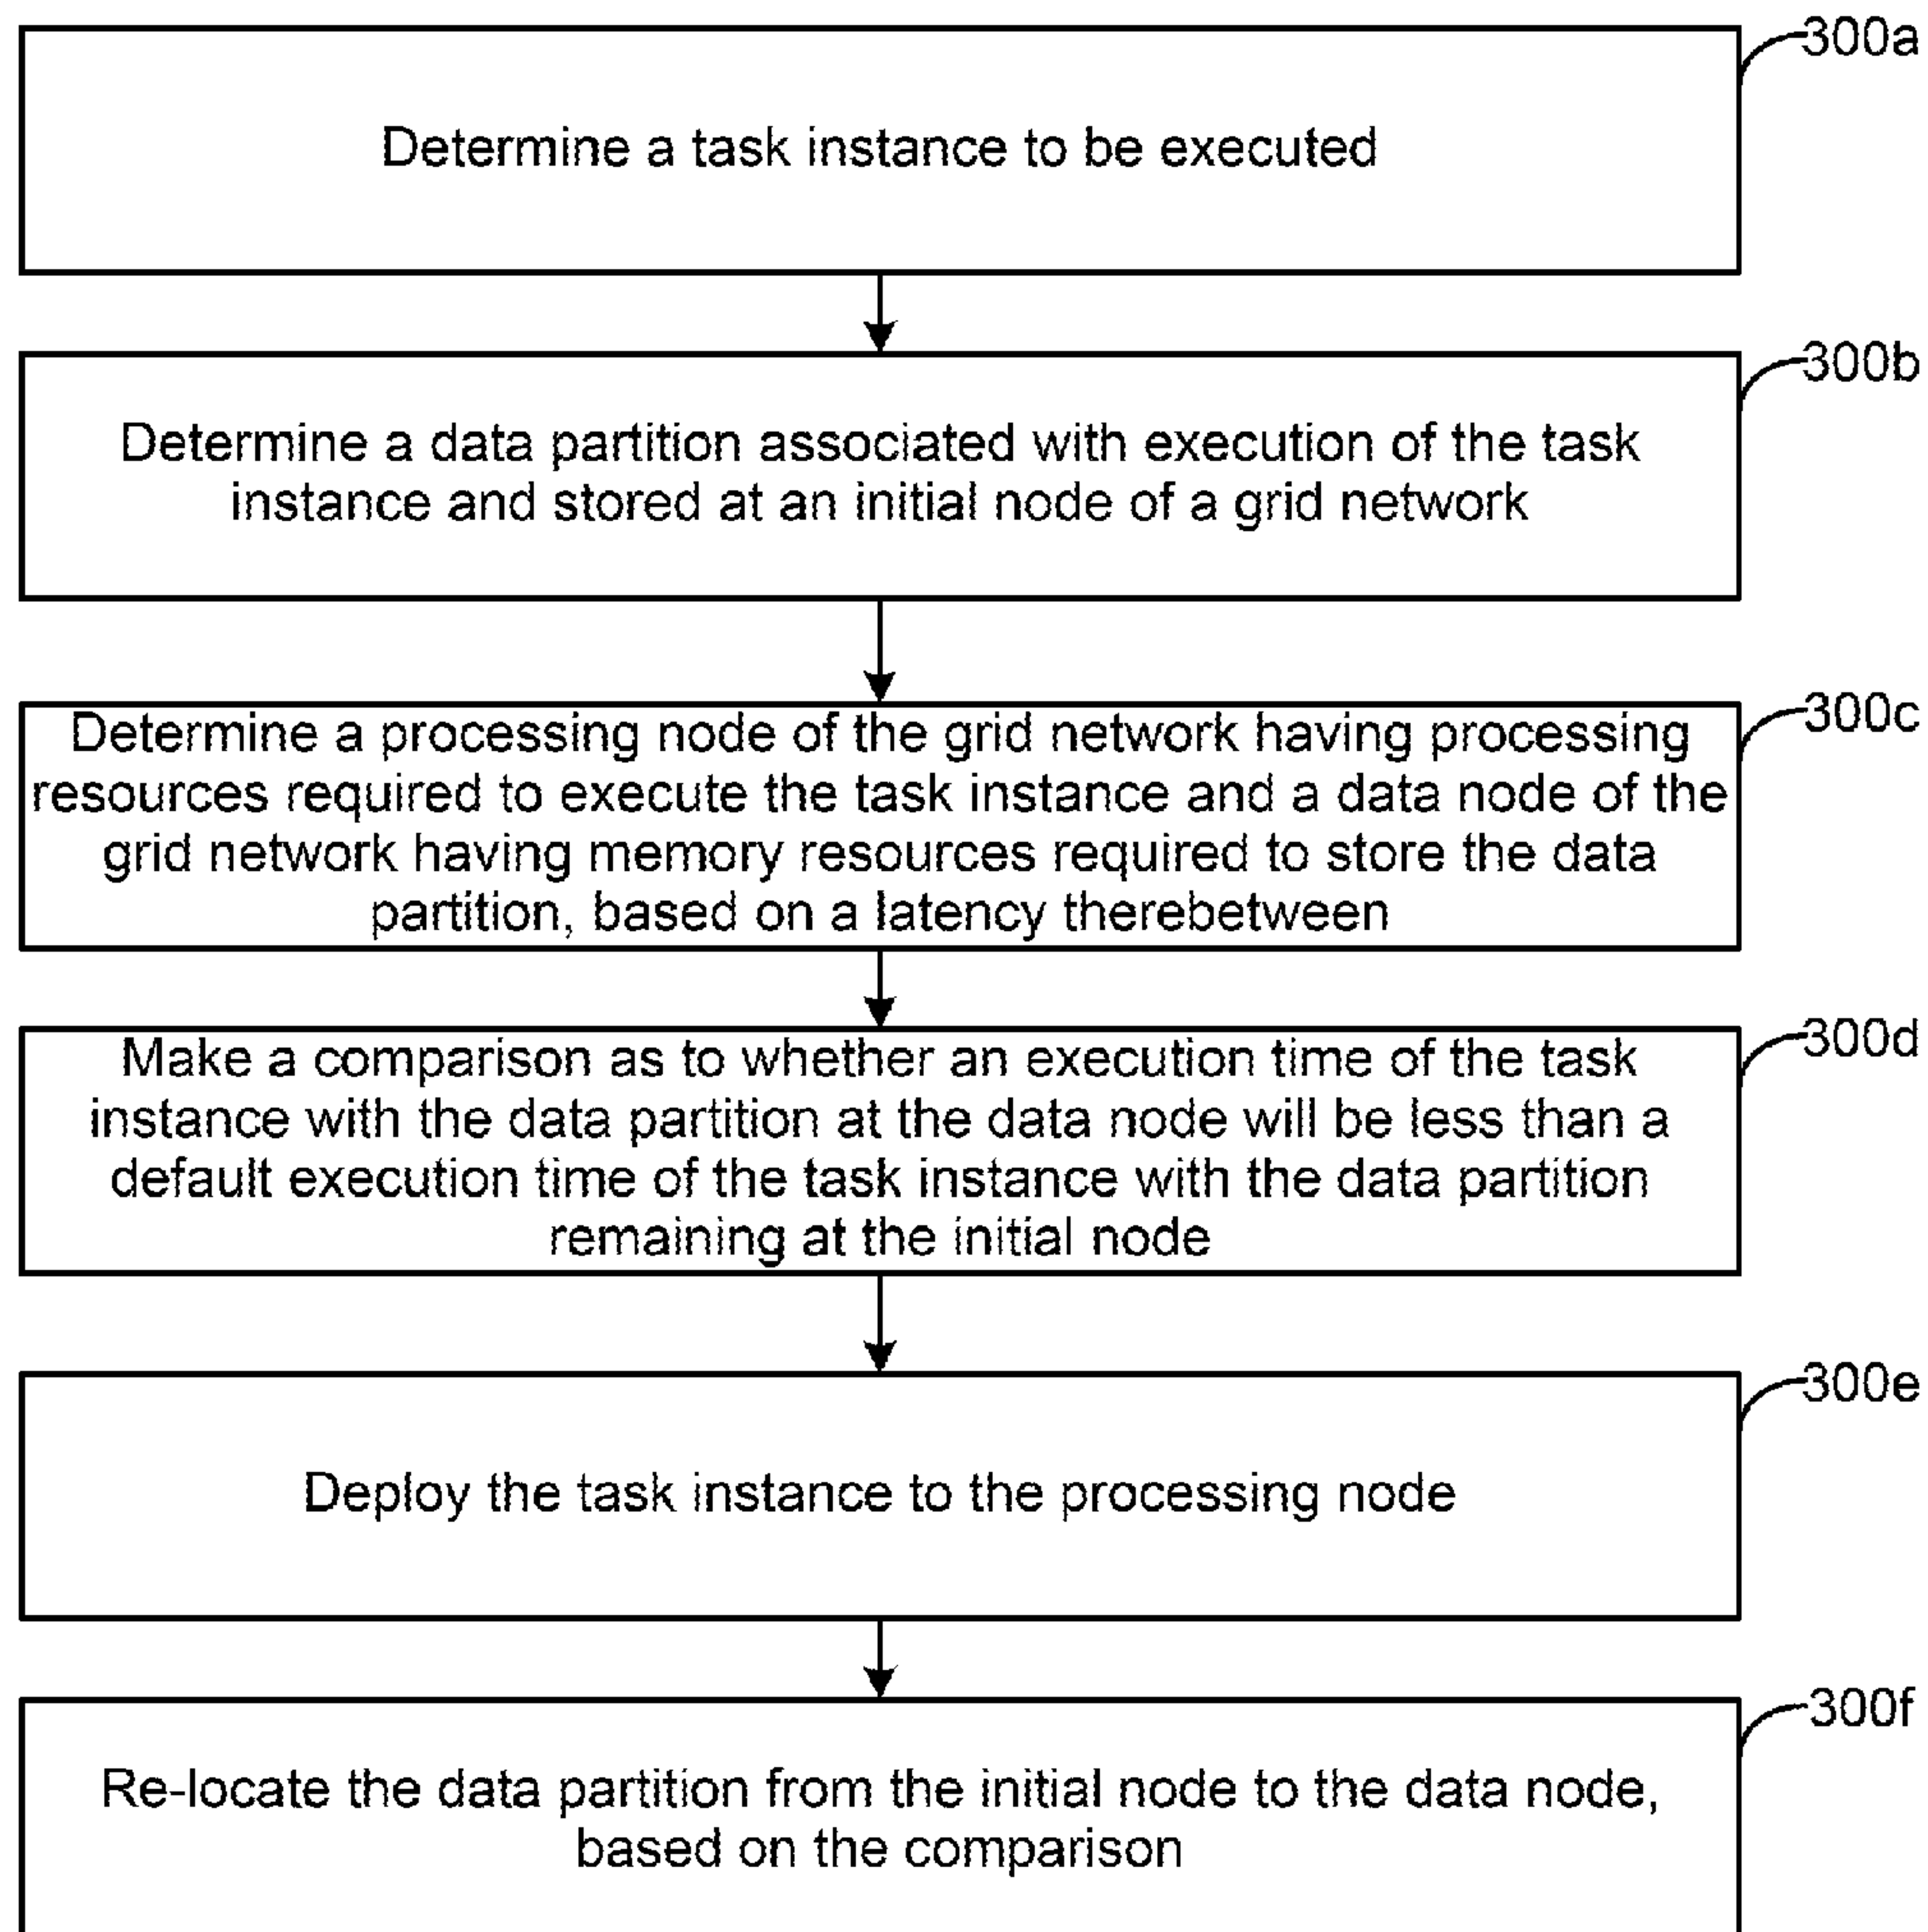 300a
Determine a task instance to be executed
300b
Determine a data partition associated with execution of the task
instance and stored at an initial node of a grid network
300c
Determine a processing node of the grid network having processing
resources required to execute the task instance and a data node of the
grid network having memory resources required to store the data
partition, based on a latency therebetween
300d
Make a comparison as to whether an execution time of the task
instance with the data partition at the data node will be less than a
default execution time of the task instance with the data partition
remaining at the initial node
300e
Deploy the task instance to the processing node
300f
Re-locate the data partition from the initial node to the data node,
based on the comparison